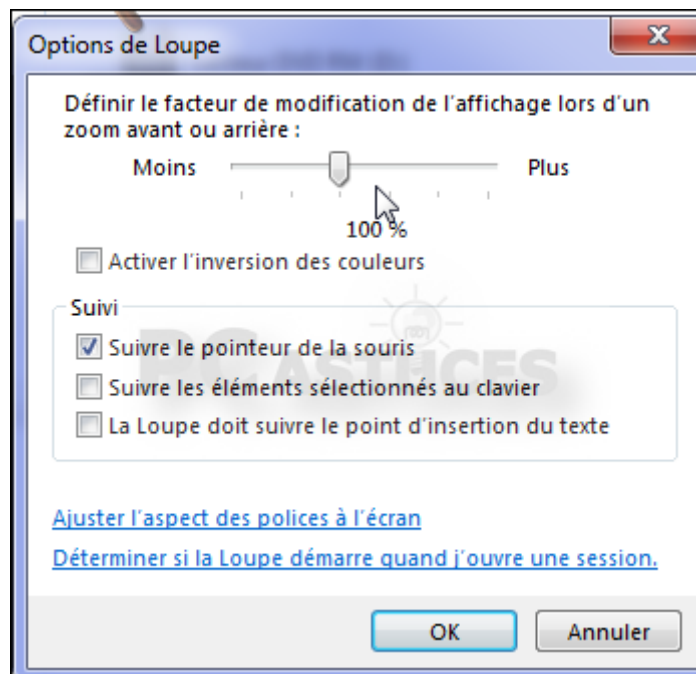 Options de Loupe
Définir le facteur de modification de l'affichage lors d'un
zoom avant ou arrière :
Moins Plus
100 %
Activer l'inversion des couleurs
Suivi
Suivre le pointeur de la souris
PC ASTUCES
Suivre les éléments sélectionnés au clavier
La Loupe doit suivre le point d'insertion du texte
Ajuster l'aspect des polices à l'écran
Déterminer si la Loupe démarre quand j'ouvre une session.
OK Annuler